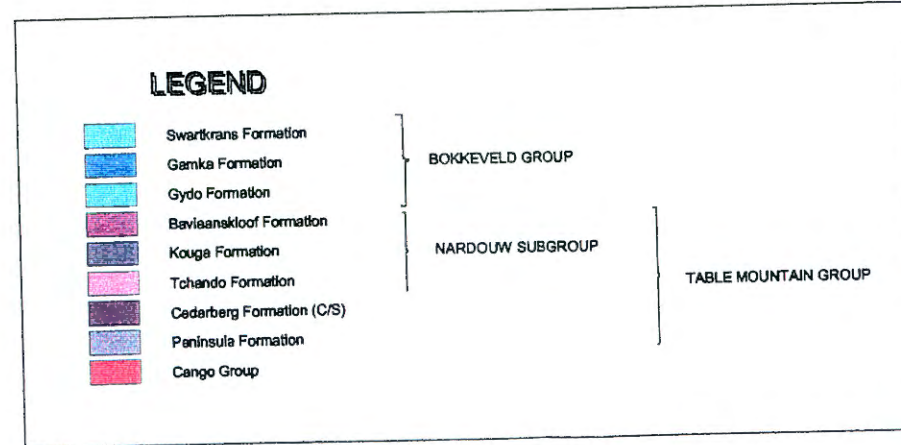 LEGEND
Swartkrans Formation
Gamka Formation
Gydo Formation
BOKKEVELD GROUP
Baviaanskloof Formation
Kouga Formation
Tchando Formation
NARDOUW SUBGROUP
Cedarberg Formation (C/S)
Peninsula Formation
TABLE MOUNTAIN GROUP
Cango Group